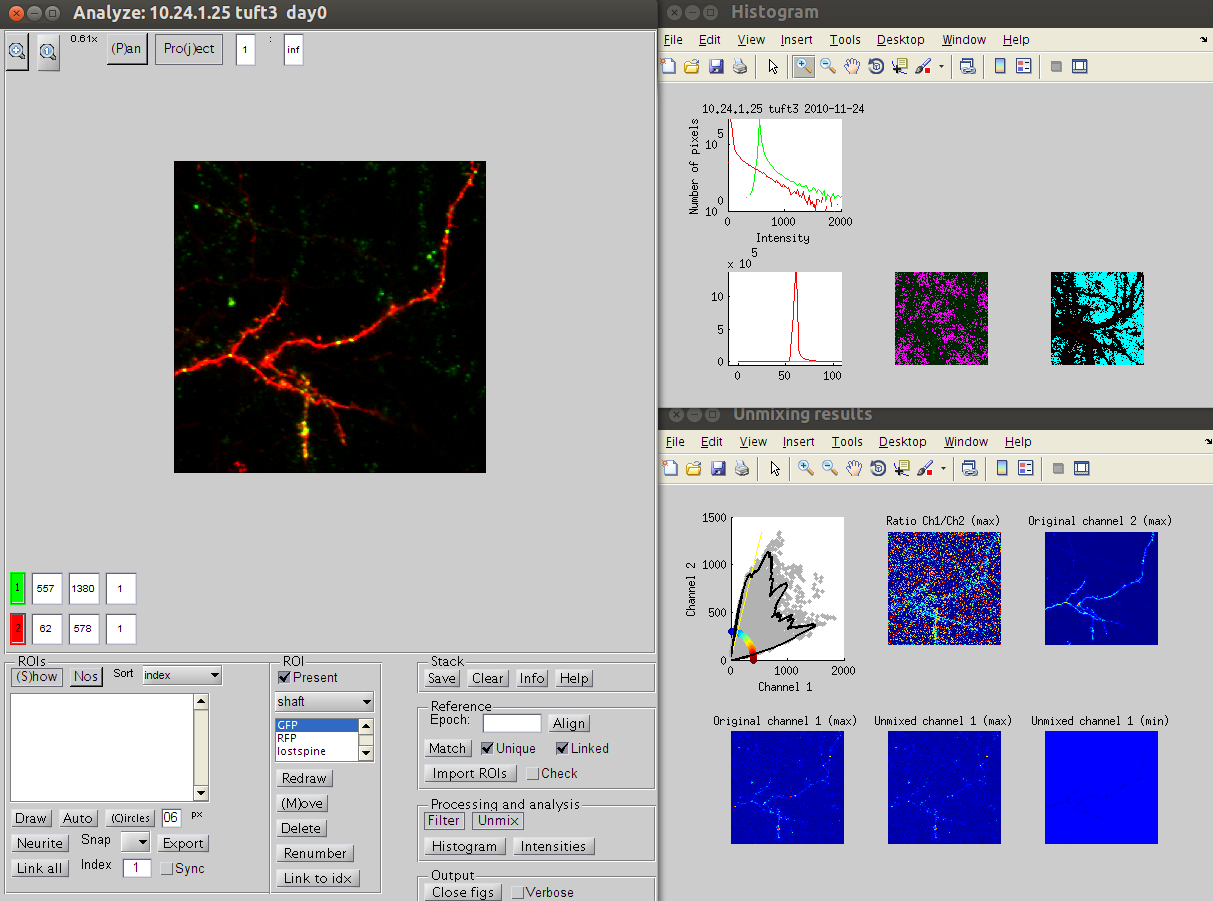 Analyze: 10.24.1.25 tuft3 day0
0.61x
(P)an
Pro(j)ect
1
:
inf
1
557
1380
1
2
62
578
1
ROIs
(S)how
Nos
Sort
index
Draw
Auto
(C)ircles
06
px
Neurite
Snap
Export
Link all
Index
1
Sync
ROI
Present
shaft
GFP
RFP
lostspine
Redraw
(M)ove
Delete
Renumber
Link to idx
Stack
Save
Clear
Info
Help
Reference
Epoch:
Align
Match
Unique
Linked
Import ROIs
Check
Processing and analysis
Filter
Unmix
Histogram
Intensities
Output
Close figs
Verbose
Histogram
File Edit View Insert Tools Desktop Window Help
10.24.1.25 tuft3 2010-11-24
Number of pixels
10 5
10 0
0 1000 2000
Intensity
x 10 5
10
5
0
0 50 100
Unmixing results
File Edit View Insert Tools Desktop Window Help
1500
1000
500
0
Channel 2
0 1000 2000
Channel 1
Ratio Ch1/Ch2 (max)
Original channel 2 (max)
Original channel 1 (max)
Unmixed channel 1 (max)
Unmixed channel 1 (min)